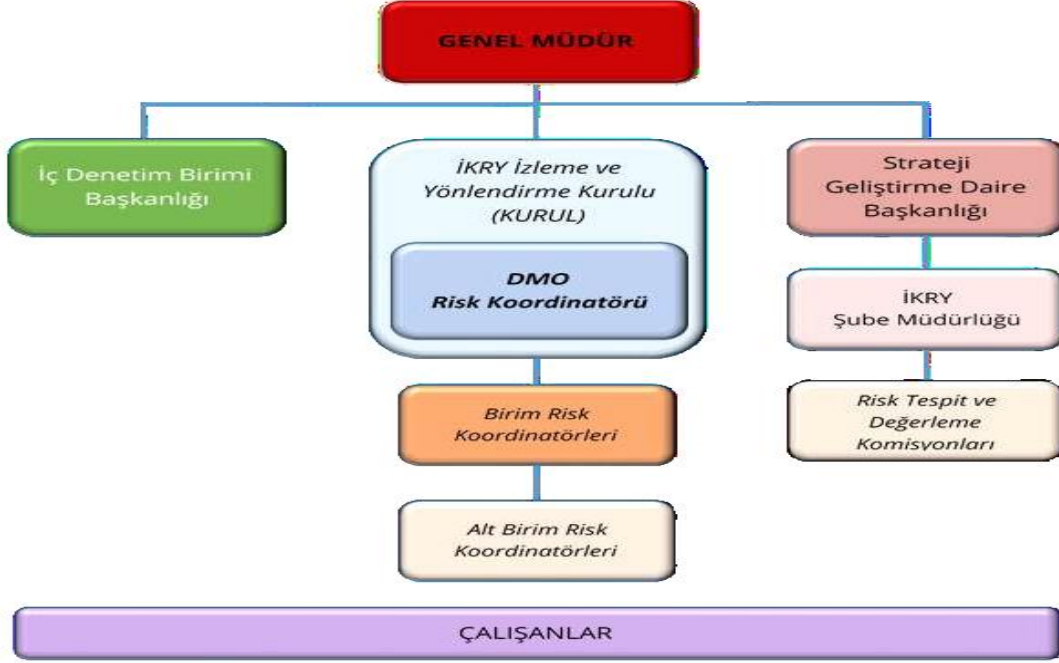 GENEL MÜDÜR
İç Denetim Birimi
Başkanlığı
İKRY İzleme ve
Yönlendirme Kurulu
(KURUL)
DMO
Risk Koordinatörü
Strateji
Geliştirme Daire
Başkanlığı
İKRY
Şube Müdürlüğü
Birim Risk
Koordinatörleri
Risk Tespit ve
Değerleme
Komisyonları
Alt Birim Risk
Koordinatörleri
ÇALIŞANLAR